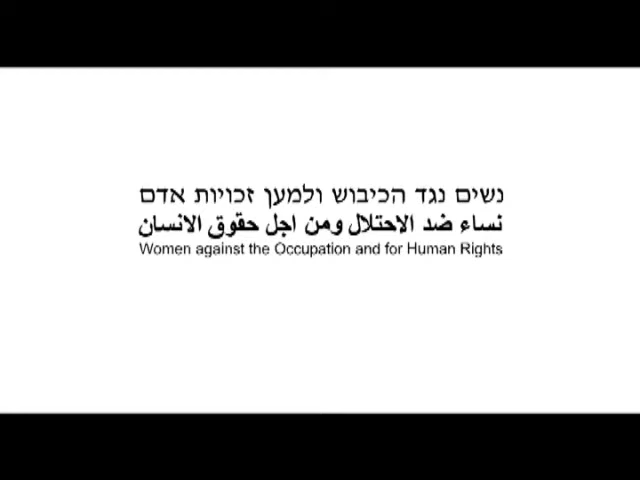 נשים נגד הכיבוש ולמען זכויות אדם
نساء ضد الاحتلال ومن اجل حقوق الانسان
Women against the Occupation and for Human Rights